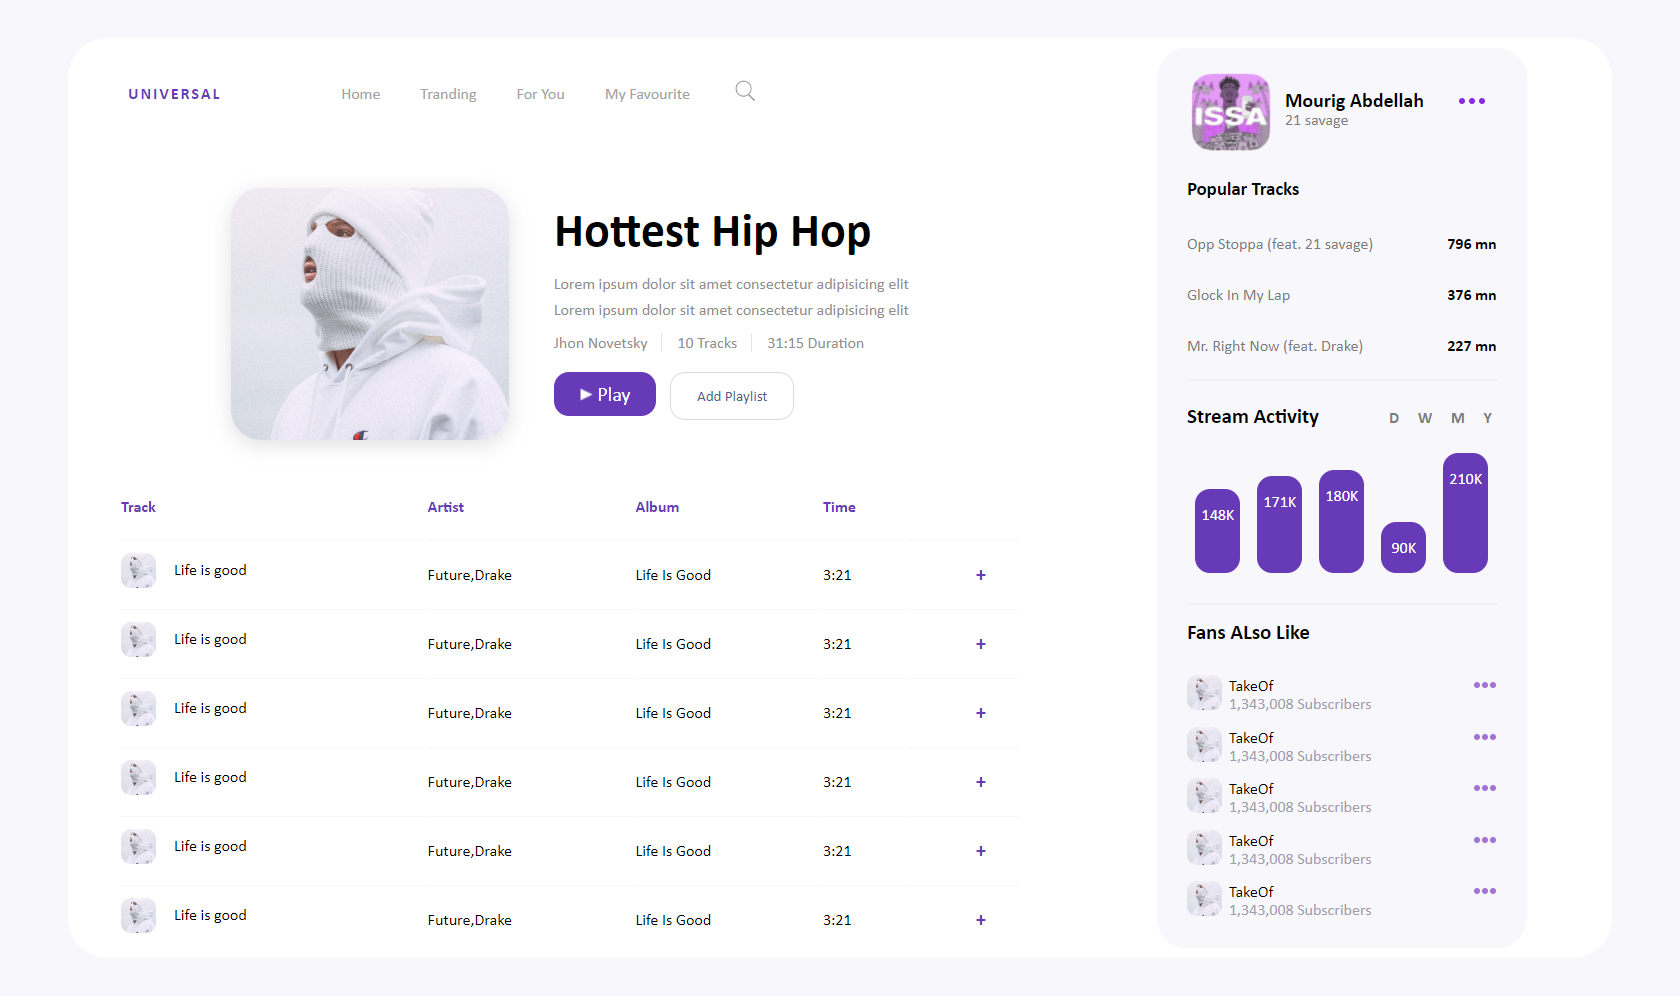 UNIVERSAL
Home
Tranding
For You
My Favourite
Hottest Hip Hop
Lorem ipsum dolor sit amet consectetur adipisicing elit
Lorem ipsum dolor sit amet consectetur adipisicing elit
Jhon Novetsky
10 Tracks
31:15 Duration
Play
Add Playlist
Track Artist Album Time
Life is good Future,Drake Life Is Good 3:21 +
Life is good Future,Drake Life Is Good 3:21 +
Life is good Future,Drake Life Is Good 3:21 +
Life is good Future,Drake Life Is Good 3:21 +
Life is good Future,Drake Life Is Good 3:21 +
Life is good Future,Drake Life Is Good 3:21 +
ISSA
Mourig Abdellah
21 savage
Popular Tracks
Opp Stoppa (feat. 21 savage) 796 mn
Glock In My Lap 376 mn
Mr. Right Now (feat. Drake) 227 mn
Stream Activity
D W M Y
148K
171K
180K
90K
210K
Fans ALso Like
TakeOf
1,343,008 Subscribers
TakeOf
1,343,008 Subscribers
TakeOf
1,343,008 Subscribers
TakeOf
1,343,008 Subscribers
TakeOf
1,343,008 Subscribers